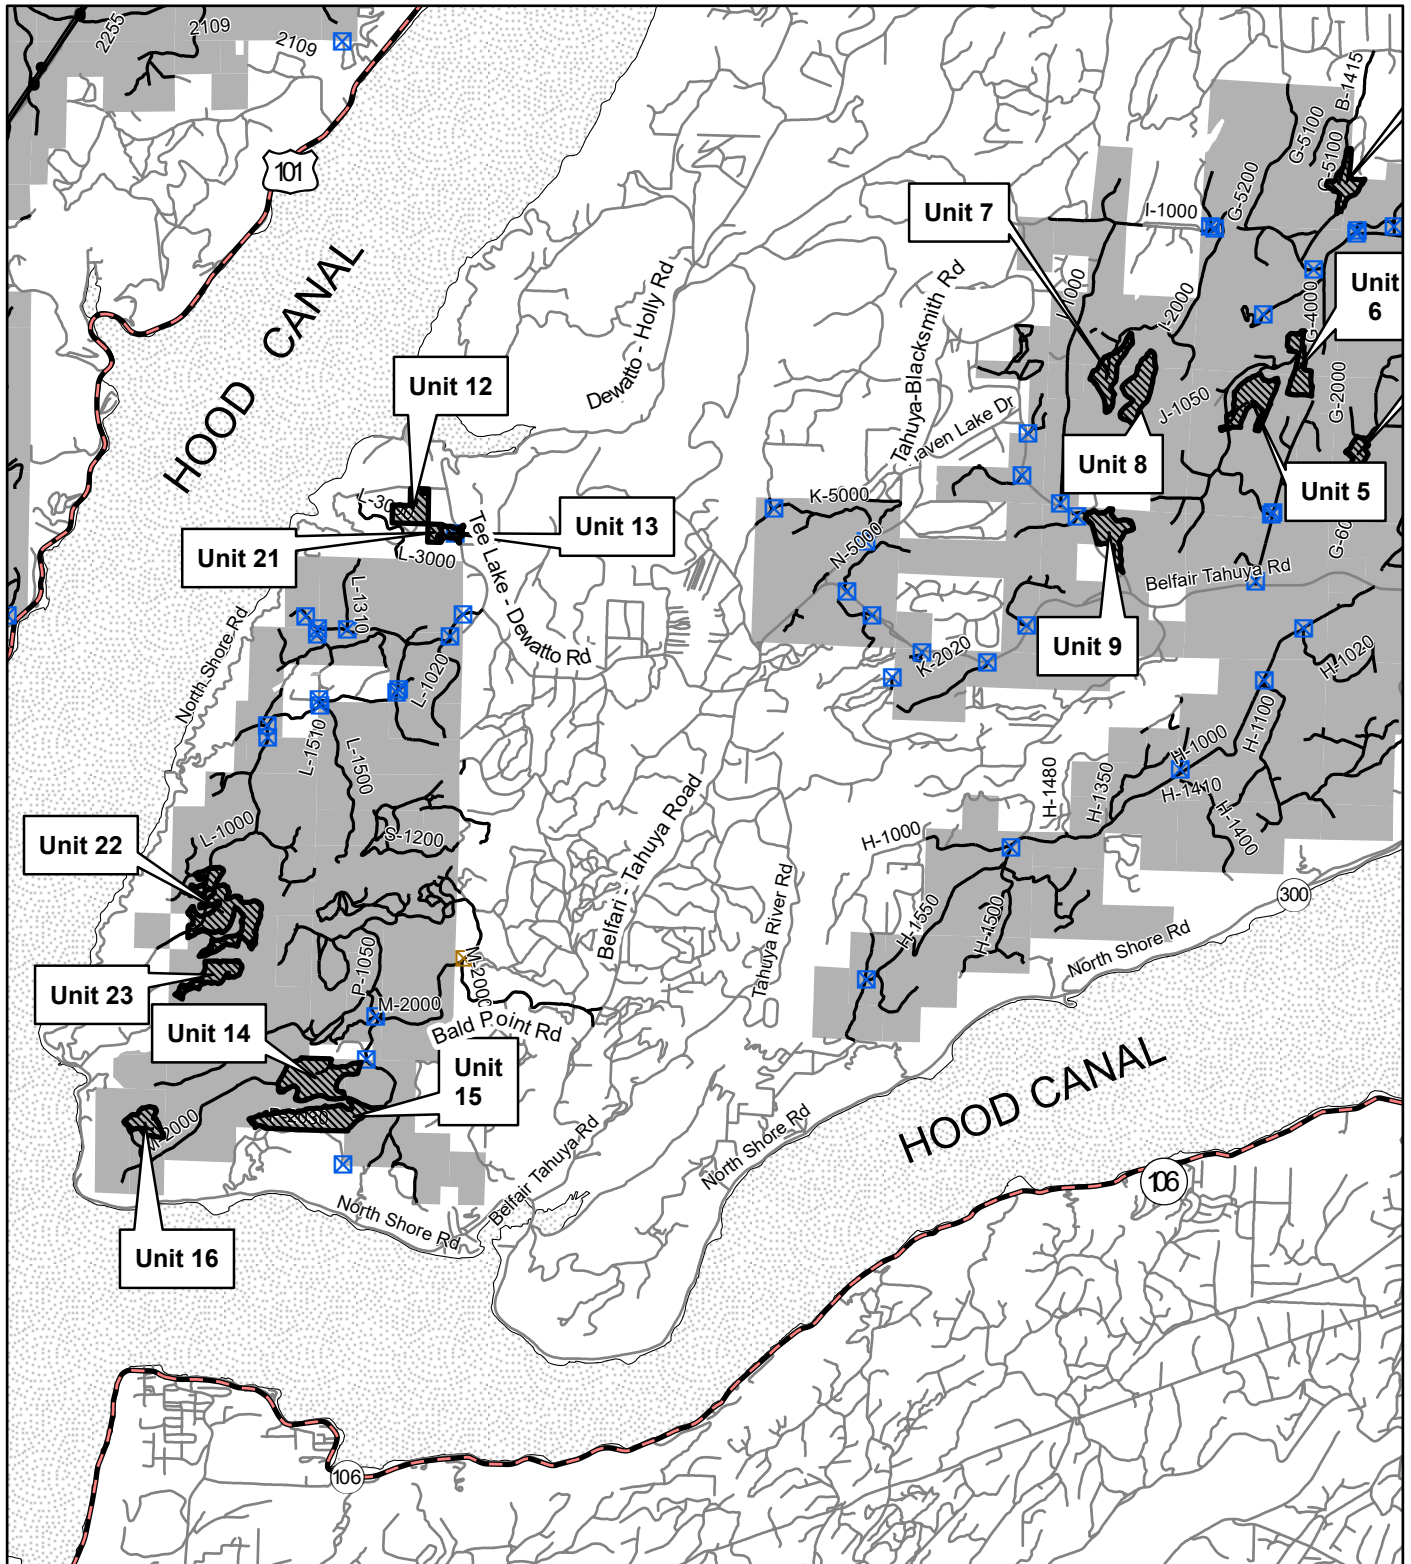 2255
2109
2109
101
HOOD CANAL
B-1415
G-5100
G-5100
G-5200
I-1000
Unit 7
Unit
6
I-1000
I-2000
G-4000
Dewatto - Holly Rd
Tahuya-Blacksmith Rd
Unit 12
J-1050
G-2000
Unit 8
Unit 5
K-5000
Unit 13
Unit 21
L-3000
Tee Lake - Dewatto Rd
N-5000
Belfair Tahuya Rd
Unit 9
L-1310
North Shore Rd
K-2020
H-1020
L-1020
H-1100
L-1510
L-1500
H-1000
H-1410
H-1480
H-1350
H-1400
L-1000
S-1200
H-1000
Unit 22
Belfari - Tahuya Road
Tahuya River Rd
300
H-1550
H-1500
North Shore Rd
P-1050
M-2000
Unit 23
M-2000
Bald Point Rd
Unit 14
Unit
15
HOOD CANAL
M-2000
North Shore Rd
Belfair Tahuya Rd
106
North Shore Rd
Unit 16
106